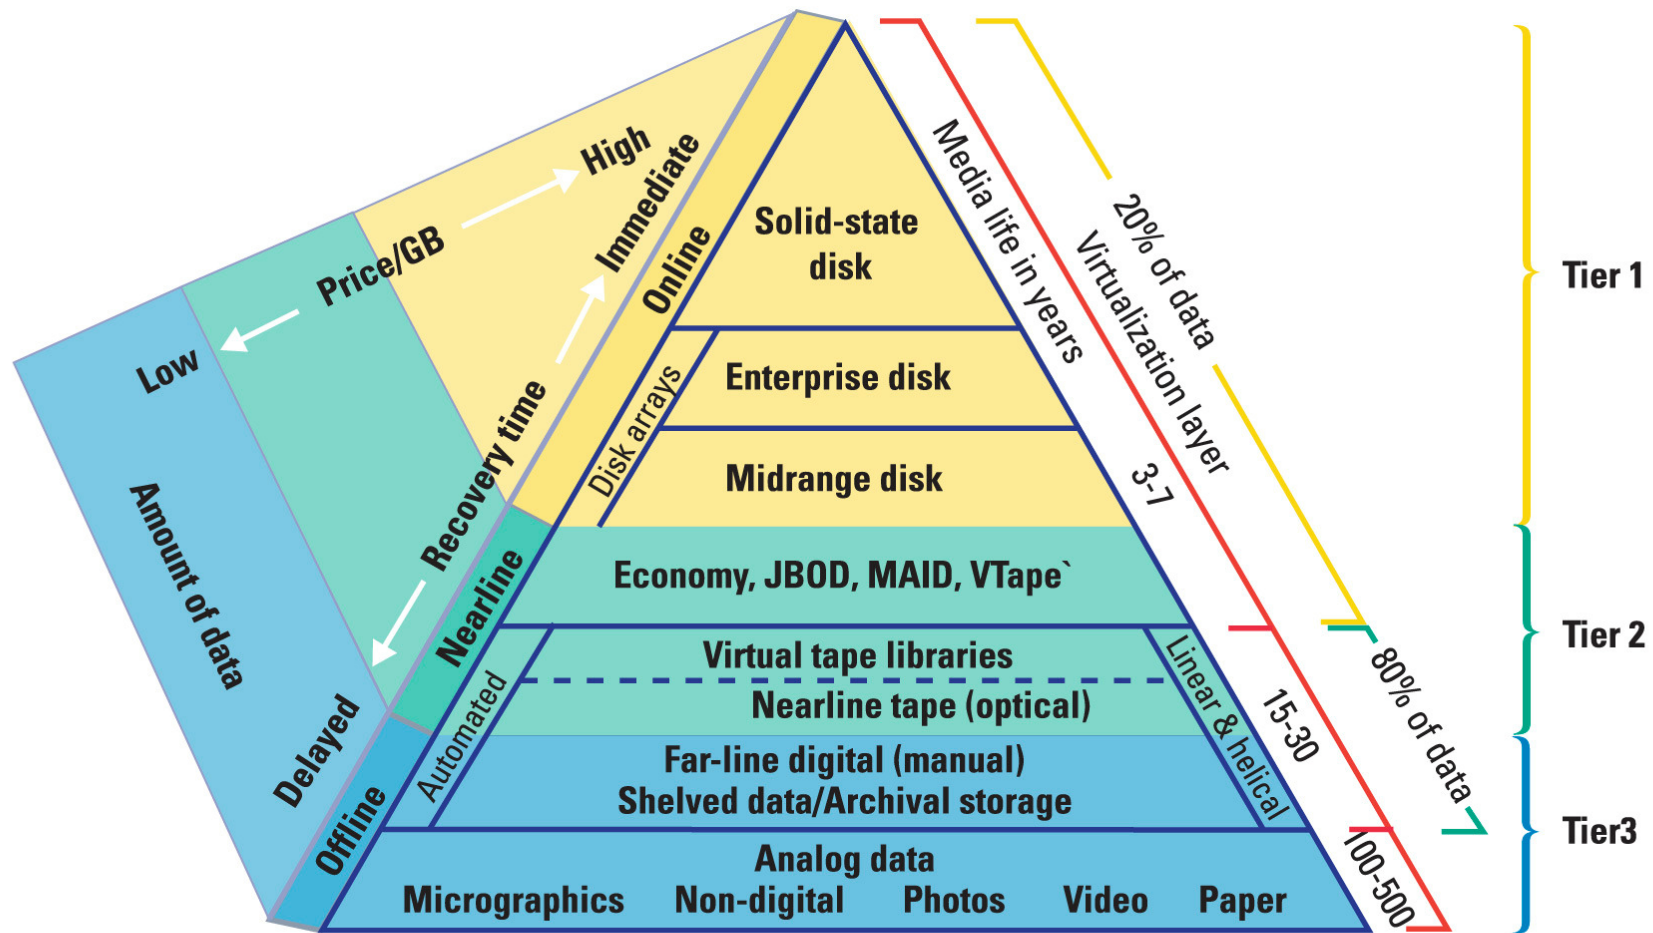 High
Price/GB
Low
Immediate
Recovery time
Delayed
Amount of data
Online
Nearline
Offline
Solid-state
disk
Disk arrays
Enterprise disk
Midrange disk
Economy, JBOD, MAID, VTape`
Automated
Virtual tape libraries
Nearline tape (optical)
Linear & helical
Far-line digital (manual)
Shelved data/Archival storage
Analog data
Micrographics Non-digital Photos Video Paper
Media life in years
3-7
15-30
100-500
20% of data
Virtualization layer
80% of data
Tier 1
Tier 2
Tier3